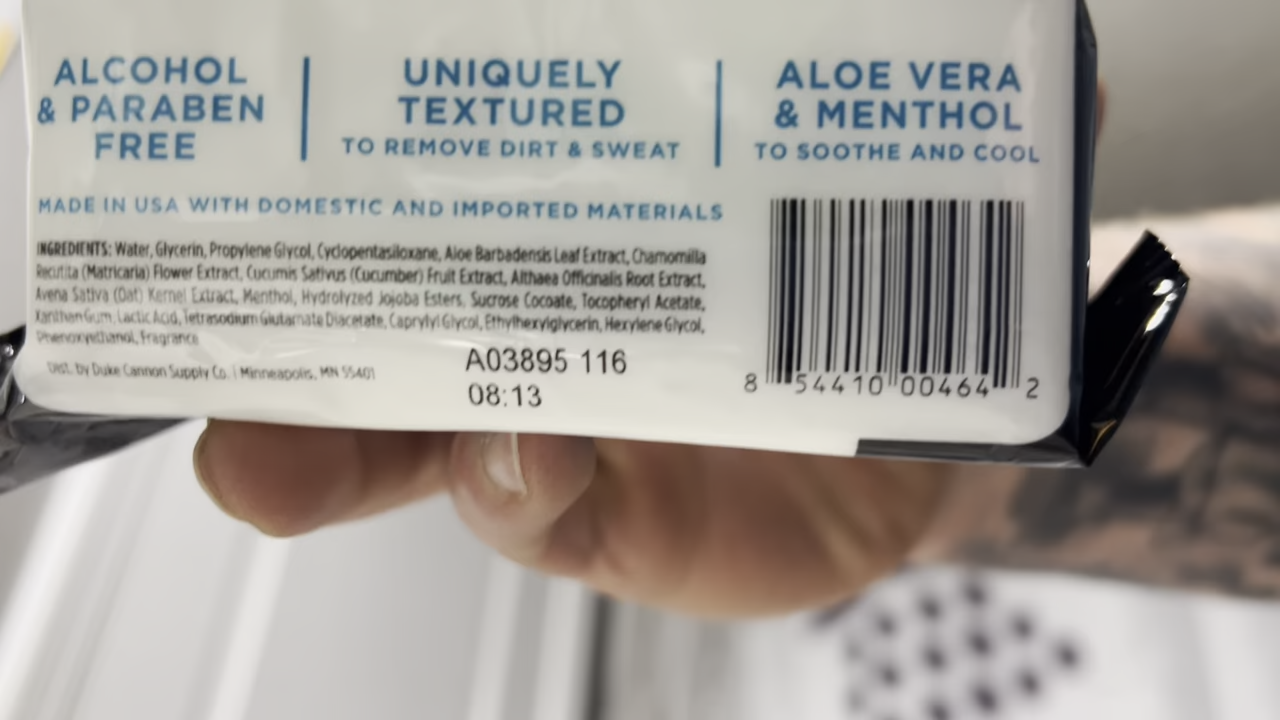 ALCOHOL
& PARABEN
FREE
UNIQUELY
TEXTURED
TO REMOVE DIRT & SWEAT
ALOE VERA
& MENTHOL
TO SOOTHE AND COOL
MADE IN USA WITH DOMESTIC AND IMPORTED MATERIALS
INGREDIENTS: Water, Glycerin, Propylene Glycol, Cyclopentasiloxane, Aloe Barbadensis Leaf Extract, Chamomilla
Recutita (Matricaria) Flower Extract, Cucumis Sativus (Cucumber) Fruit Extract, Althaea Officinalis Root Extract,
Avena Sativa (Oat) Kernel Extract, Menthol, Hydrolyzed Jojoba Esters, Sucrose Cocoate, Tocopheryl Acetate,
Xanthan Gum, Lactic Acid, Tetrasodium Glutamate Diacetate, Caprylyl Glycol, Ethylhexylglycerin, Hexylene Glycol,
Phenoxyethanol, Fragrance
Dist. by Duke Cannon Supply Co. | Minneapolis, MN 55401
A03895 116
08:13
8 54410 00464 2